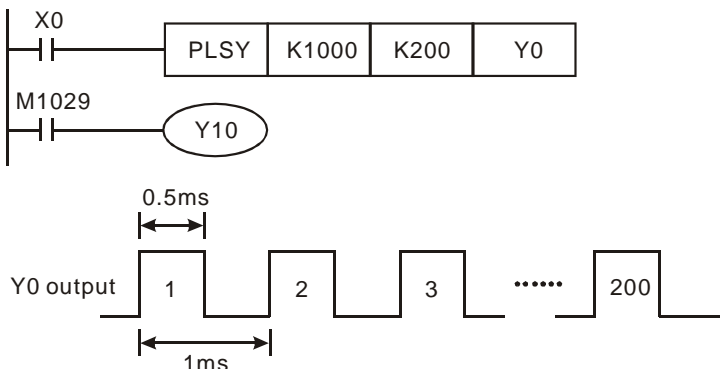 X0
PLSY K1000 K200 Y0
M1029
Y10
0.5ms
Y0 output 1 2 3 ...... 200
1ms